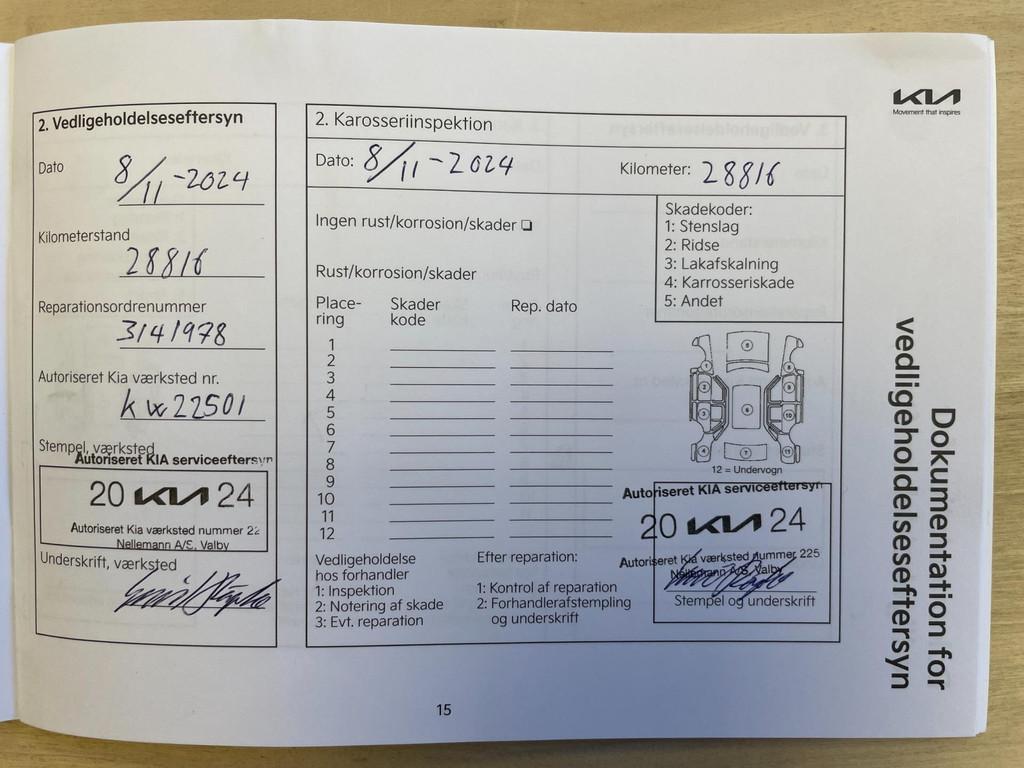 KIA
Movement that inspires
Dokumentation for
vedligeholdelseseftersyn
2. Vedligeholdelseseftersyn
Dato
8/11-2024
Kilometerstand
28816
Reparationsordrenummer
3141978
Autoriseret Kia værksted nr.
kw22501
Stempel, værksted
Autoriseret KIA serviceeftersyn
20 KIA 24
Autoriseret Kia værksted nummer 22
Nellemann A/S, Valby
Underskrift, værksted
2. Karosseriinspektion
Dato: 8/11-2024 Kilometer: 28816
Ingen rust/korrosion/skader
Rust/korrosion/skader
Skadekoder:
1: Stenslag
2: Ridse
3: Lakafskalning
4: Karrosseriskade
5: Andet
Place-
ring
Skader
kode
Rep. dato
1
2
3
4
5
6
7
8
9
10
11
12
12 = Undervogn
Autoriseret KIA serviceeftersyn
20 KIA 24
Autoriseret Kia værksted nummer 225
Nellemann A/S, Valby
Stempel og underskrift
Vedligeholdelse
hos forhandler
1: Inspektion
2: Notering af skade
3: Evt. reparation
Efter reparation:
1: Kontrol af reparation
2: Forhandlerafstempling
og underskrift
15